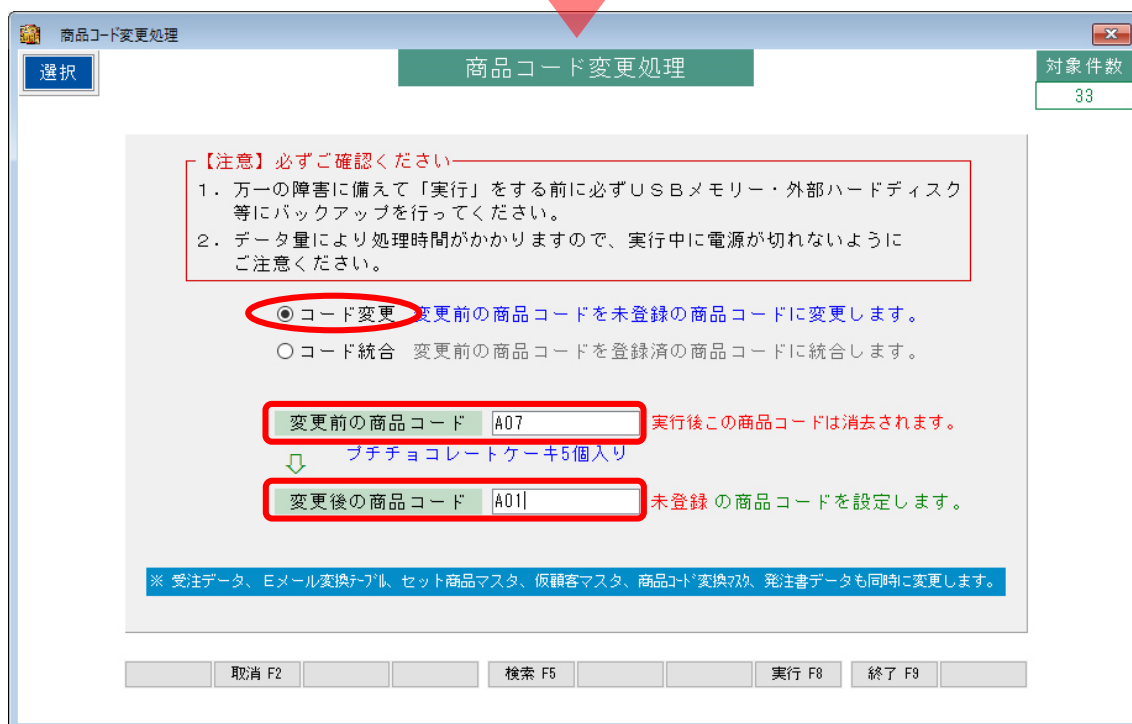 商品コード変更処理
選択
商品コード変更処理
対象件数
33
【注意】必ずご確認ください
１．万一の障害に備えて「実行」をする前に必ずＵＳＢメモリー・外部ハードディスク
等にバックアップを行ってください。
２．データ量により処理時間がかかりますので、実行中に電源が切れないように
ご注意ください。
コード変更 変更前の商品コードを未登録の商品コードに変更します。
コード統合 変更前の商品コードを登録済の商品コードに統合します。
変更前の商品コード A07 実行後この商品コードは消去されます。
プチチョコレートケーキ5個入り
変更後の商品コード A01 未登録 の商品コードを設定します。
※ 受注データ、Ｅメール変換ﾃｰﾌﾞﾙ、セット商品マスタ、仮顧客マスタ、商品ｺｰﾄﾞ変換ﾏｽﾀ、発注書データも同時に変更します。
取消 F2 検索 F5 実行 F8 終了 F9